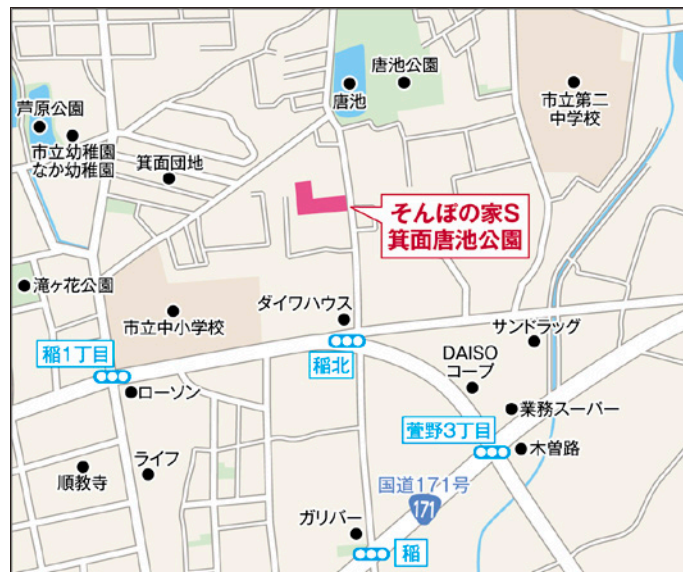 唐池公園
唐池
市立第二
中学校
芦原公園
市立幼稚園
なか幼稚園
箕面団地
そんぽの家S
箕面唐池公園
滝ヶ花公園
市立中小学校
ダイワハウス
サンドラッグ
稲1丁目
稲北
DAISO
コープ
ローソン
業務スーパー
萱野3丁目
木曽路
順教寺
ライフ
国道171号
171
ガリバー
稲